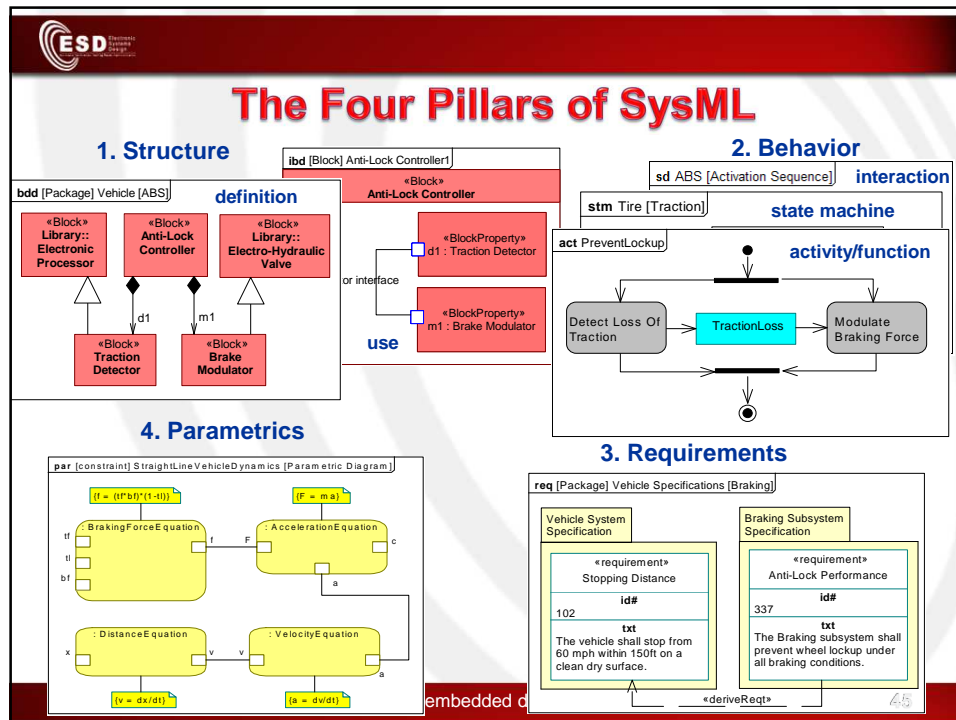 ESD Electronic
Systems
Design
The Four Pillars of SysML
1. Structure
bdd [Package] Vehicle [ABS]
definition
«Block»
Library::
Electronic
Processor
«Block»
Anti-Lock
Controller
«Block»
Library::
Electro-Hydraulic
Valve
d1
m1
«Block»
Traction
Detector
«Block»
Brake
Modulator
ibd [Block] Anti-Lock Controller1
«Block»
Anti-Lock Controller
«BlockProperty»
d1 : Traction Detector
or interface
«BlockProperty»
m1 : Brake Modulator
use
2. Behavior
sd ABS [Activation Sequence]
interaction
stm Tire [Traction]
state machine
act PreventLockup
activity/function
Detect Loss Of
Traction
TractionLoss
Modulate
Braking Force
4. Parametrics
par [constraint] StraightLineVehicleDynamics [Parametric Diagram]
{f = (tf*bf)*(1-tl)}
{F = ma}
: BrakingForceEquation
tf
tl
bf
f
F
: AccelerationEquation
c
a
: DistanceEquation
x
v
v
: VelocityEquation
a
{v = dx/dt}
{a = dv/dt}
3. Requirements
req [Package] Vehicle Specifications [Braking]
Vehicle System
Specification
«requirement»
Stopping Distance
id#
102
txt
The vehicle shall stop from
60 mph within 150ft on a
clean dry surface.
Braking Subsystem
Specification
«requirement»
Anti-Lock Performance
id#
337
txt
The Braking subsystem shall
prevent wheel lockup under
all braking conditions.
«deriveReqt»
embedded d
45